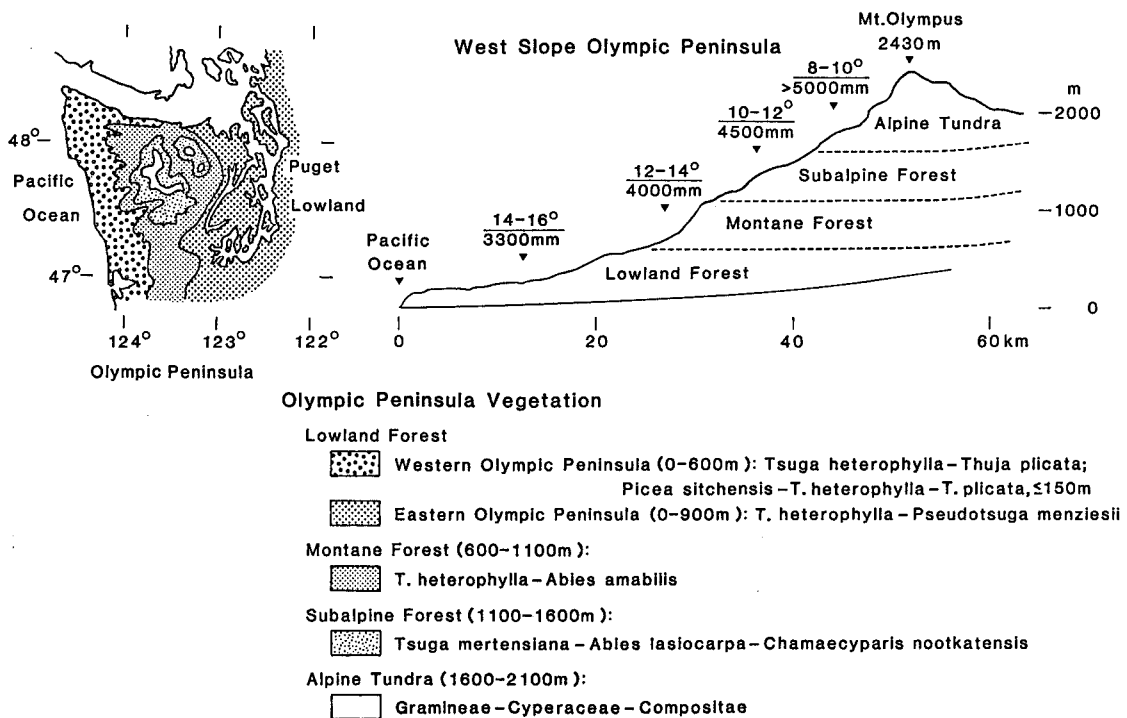 48°
47°
Pacific
Ocean
Puget
Lowland
124° 123° 122°
Olympic Peninsula
West Slope Olympic Peninsula
Mt.Olympus
2430m
8-10°
>5000mm
10-12°
4500mm
12-14°
4000mm
14-16°
3300mm
Pacific
Ocean
Alpine Tundra
Subalpine Forest
Montane Forest
Lowland Forest
m
2000
1000
0
0 20 40 60km
Olympic Peninsula Vegetation
Lowland Forest
Western Olympic Peninsula (0-600m): Tsuga heterophylla-Thuja plicata;
Picea sitchensis-T. heterophylla-T. plicata,≤150m
Eastern Olympic Peninsula (0-900m): T. heterophylla-Pseudotsuga menziesii
Montane Forest (600-1100m):
T. heterophylla-Abies amabilis
Subalpine Forest (1100-1600m):
Tsuga mertensiana-Abies lasiocarpa-Chamaecyparis nootkatensis
Alpine Tundra (1600-2100m):
Gramineae-Cyperaceae-Compositae